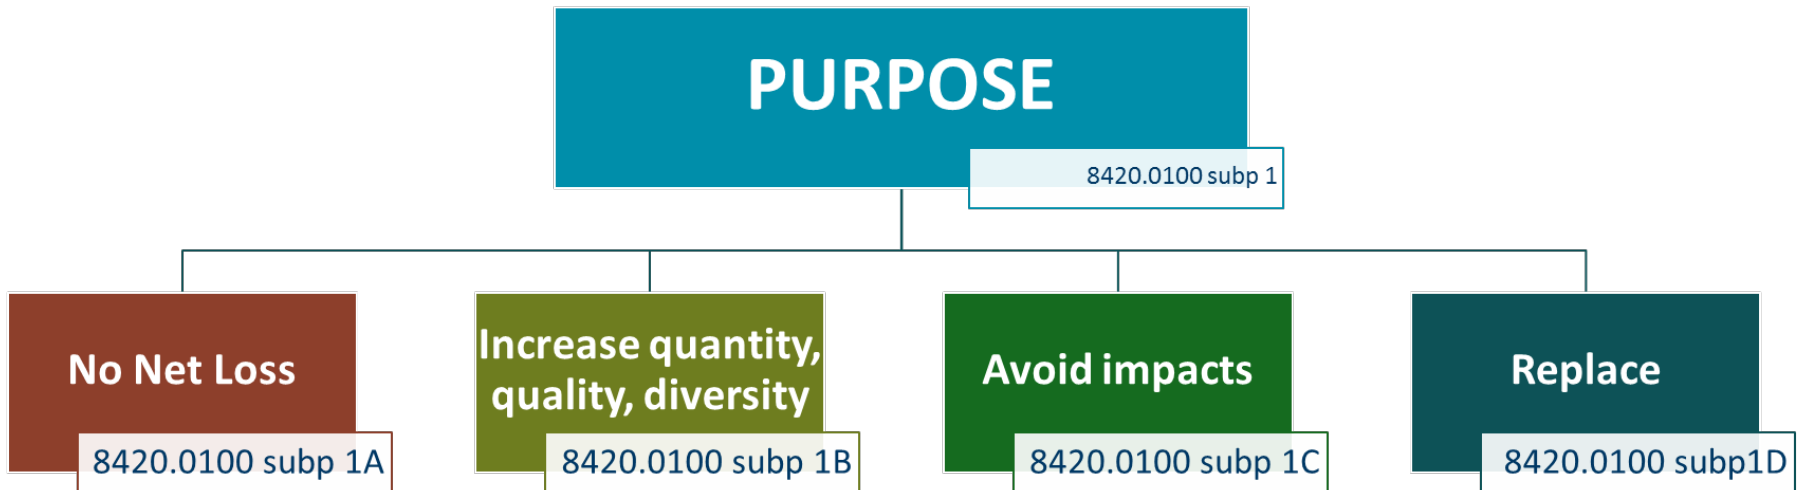 PURPOSE
8420.0100 subp 1
No Net Loss
8420.0100 subp 1A
Increase quantity,
quality, diversity
8420.0100 subp 1B
Avoid impacts
8420.0100 subp 1C
Replace
8420.0100 subp1D